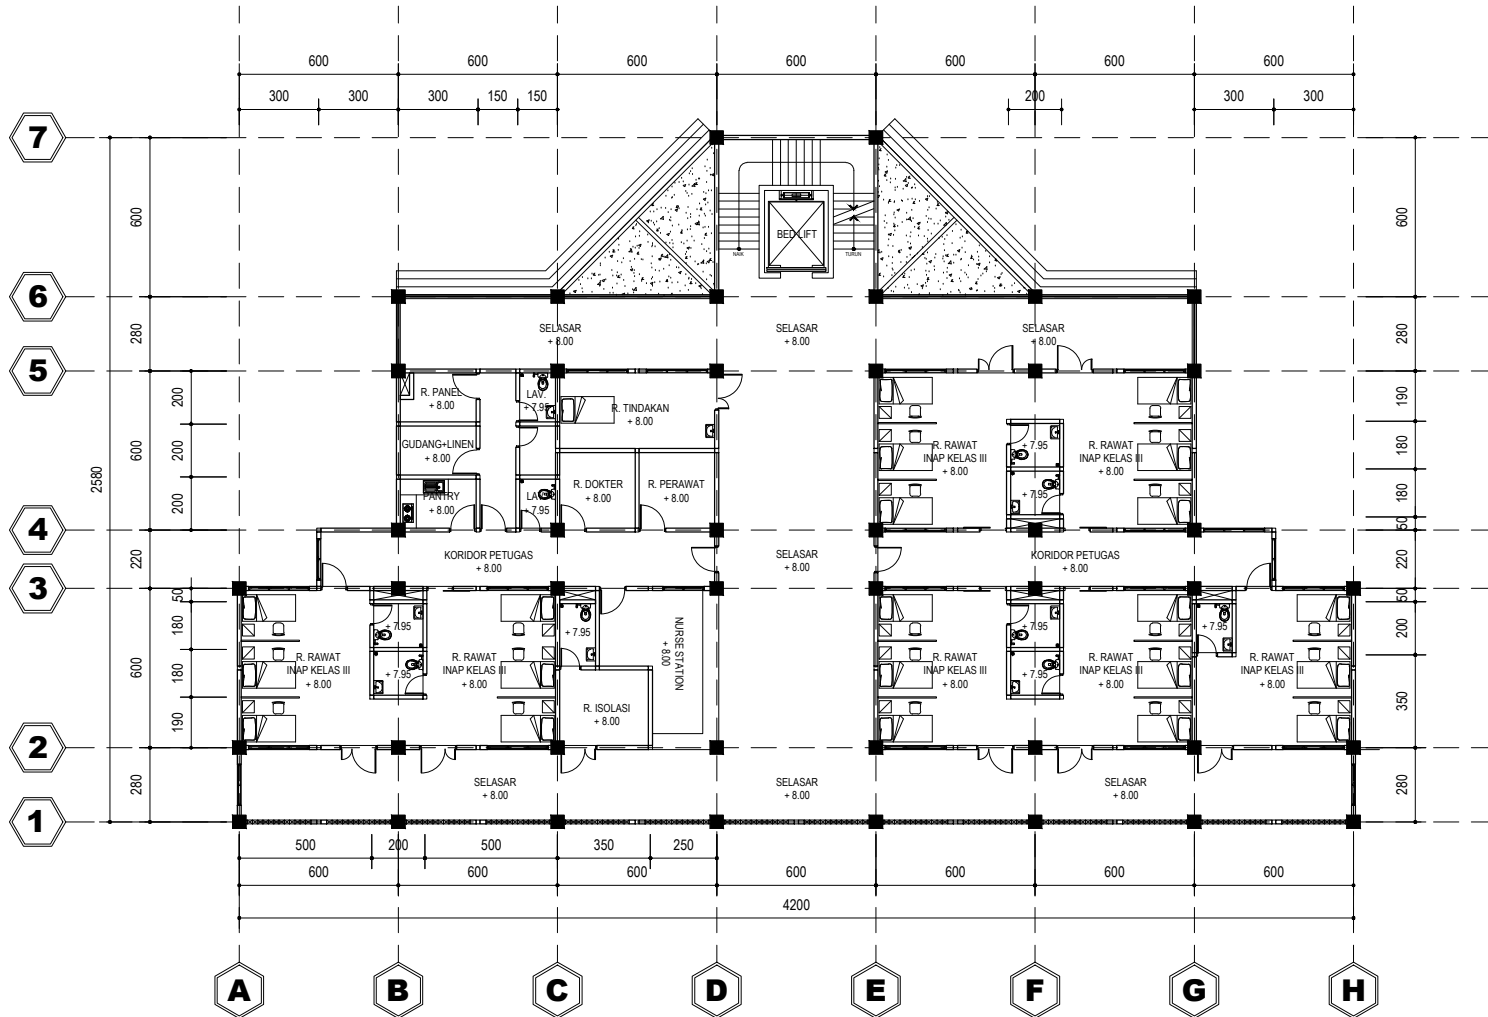 600 600 600 600 600 600 600
300 300 300 150 150 200 300 300
7
600
600
BED LIFT
NAIK
TURUN
6
280
SELASAR
+ 8.00
SELASAR
+ 8.00
SELASAR
+ 8.00
280
5
200
R. PANEL
+ 8.00
LAV.
+ 7.95
R. TINDAKAN
+ 8.00
190
2580
600
200
GUDANG+LINEN
+ 8.00
R. RAWAT
INAP KELAS III
+ 8.00
+ 7.95
R. RAWAT
INAP KELAS III
+ 8.00
180
600
200
PANTRY
+ 8.00
LAV.
+ 7.95
R. DOKTER
+ 8.00
R. PERAWAT
+ 8.00
+ 7.95
180
50
4
220
KORIDOR PETUGAS
+ 8.00
SELASAR
+ 8.00
KORIDOR PETUGAS
+ 8.00
220
3
50
50
180
+ 7.95
+ 7.95
+ 7.95
+ 7.95
200
NURSE STATION
+ 8.00
600
180
R. RAWAT
INAP KELAS III
+ 8.00
+ 7.95
R. RAWAT
INAP KELAS III
+ 8.00
R. RAWAT
INAP KELAS III
+ 8.00
+ 7.95
R. RAWAT
INAP KELAS III
+ 8.00
R. RAWAT
INAP KELAS III
+ 8.00
600
190
R. ISOLASI
+ 8.00
350
2
280
SELASAR
+ 8.00
SELASAR
+ 8.00
SELASAR
+ 8.00
280
1
500 200 500 350 250
600 600 600 600 600 600 600
4200
A B C D E F G H